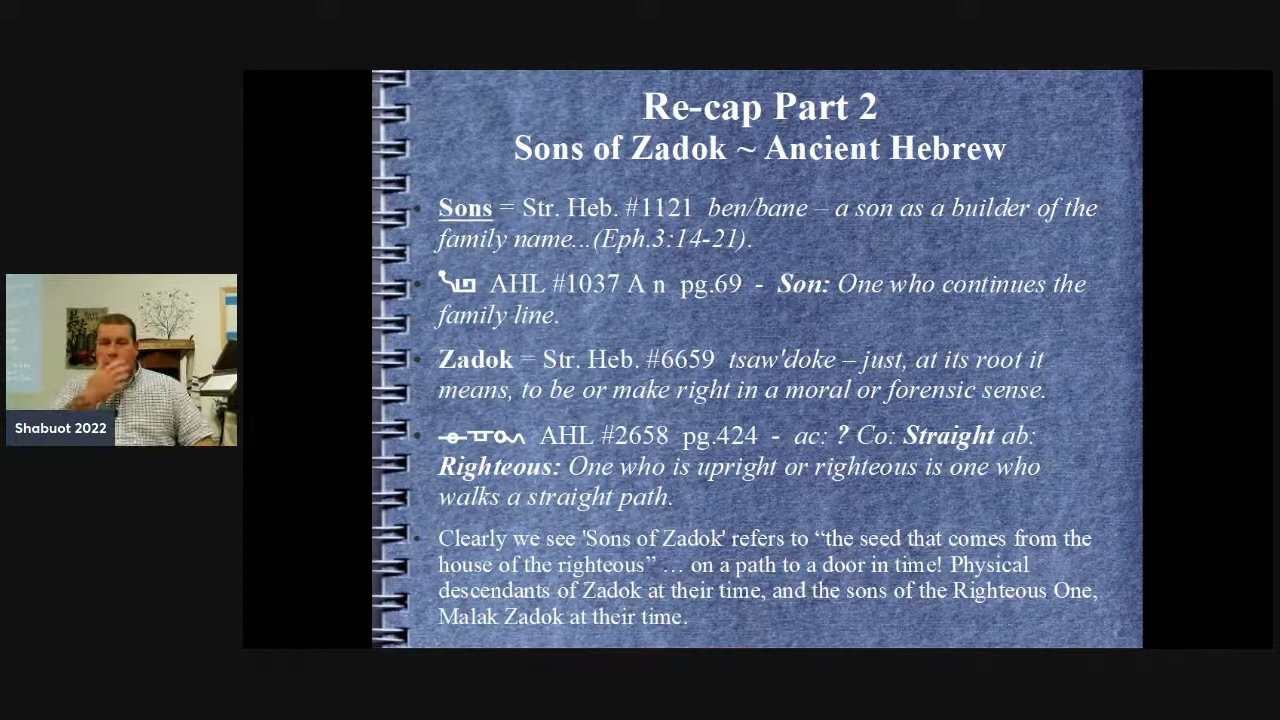 Re-cap Part 2
Sons of Zadok ~ Ancient Hebrew
Sons = Str. Heb. #1121 ben/bane – a son as a builder of the
family name...(Eph.3:14-21).
AHL #1037 A n pg.69 - Son: One who continues the
family line.
Zadok = Str. Heb. #6659 tsaw'doke – just, at its root it
means, to be or make right in a moral or forensic sense.
AHL #2658 pg.424 - ac: ? Co: Straight ab:
Righteous: One who is upright or righteous is one who
walks a straight path.
Clearly we see 'Sons of Zadok' refers to “the seed that comes from the
house of the righteous” … on a path to a door in time! Physical
descendants of Zadok at their time, and the sons of the Righteous One,
Malak Zadok at their time.
Shabuot 2022